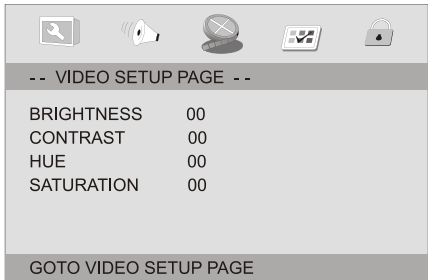 -- VIDEO SETUP PAGE --
BRIGHTNESS 00
CONTRAST 00
HUE 00
SATURATION 00
GOTO VIDEO SETUP PAGE